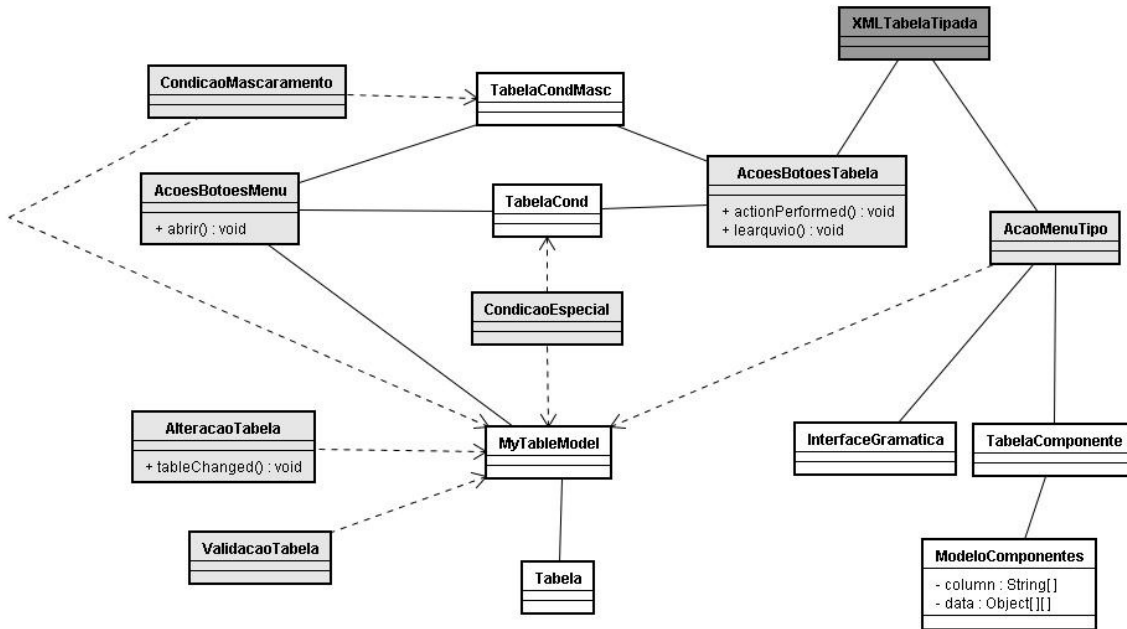 XMLTabelaTipada
CondicaoMascaramento
TabelaCondMasc
AcoesBotoesMenu
+ abrir() : void
TabelaCond
AcoesBotoesTabela
+ actionPerformed() : void
+ learquvio() : void
AcaoMenuTipo
CondicaoEspecial
AlteracaoTabela
+ tableChanged() : void
MyTableModel
InterfaceGramatica
TabelaComponente
ValidacaoTabela
Tabela
ModeloComponentes
- column : String[]
- data : Object[][]